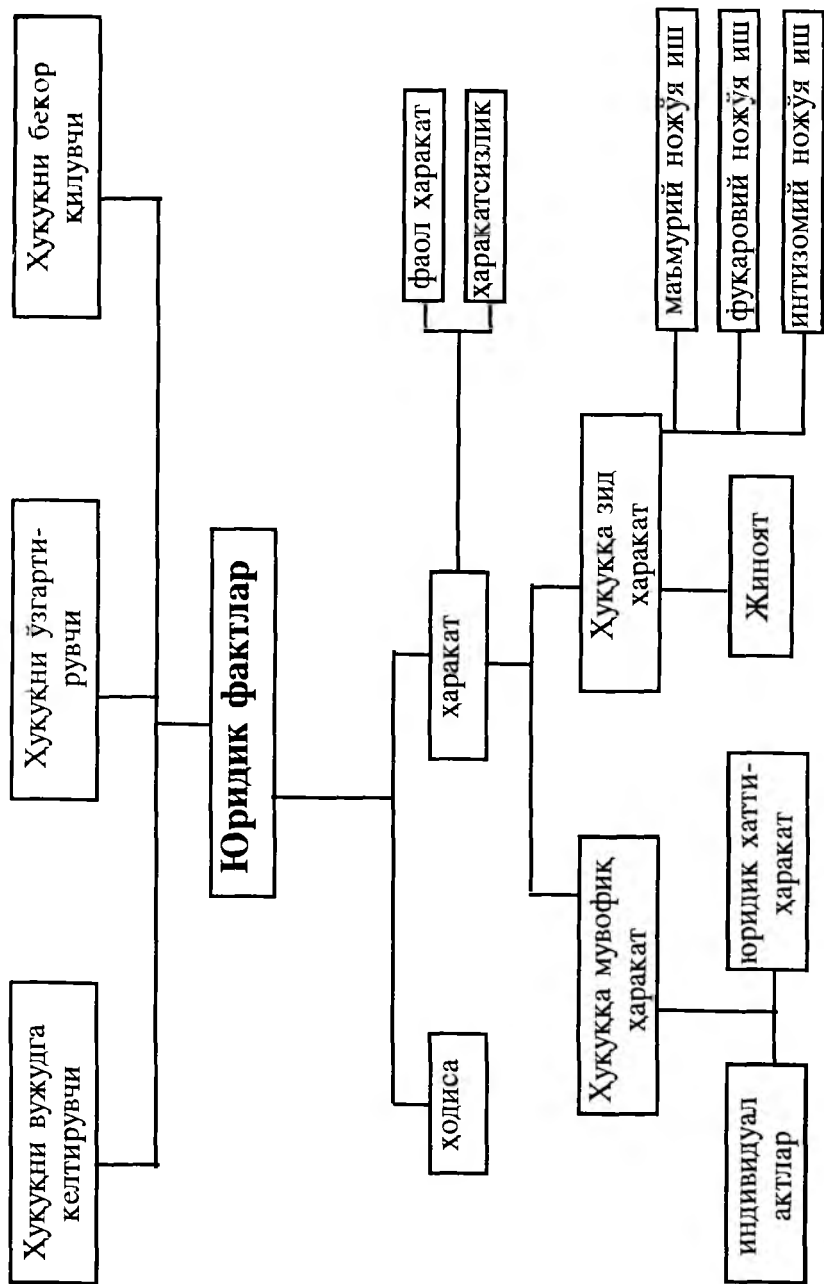 Ҳуқуқни вужудга
келтирувчи
Ҳуқуқни ўзгарти-
рувчи
Ҳуқуқни бекор
қилувчи
Юридик фактлар
ҳодиса
ҳаракат
фаол ҳаракат
ҳаракатсизлик
Ҳуқуққа мувофиқ
ҳаракат
Ҳуқуққа зид
ҳаракат
индивидуал
актлар
юридик хатти-
ҳаракат
Жиноят
маъмурий ножўя иш
фуқаровий ножўя иш
интизомий ножўя иш